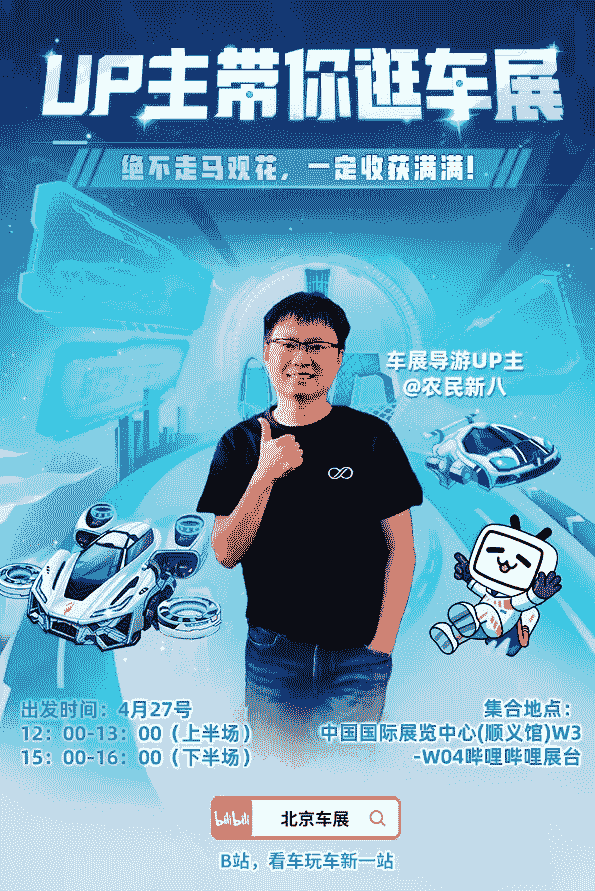 UP主带你逛车展
绝不走马观花，一定收获满满！
车展导游UP主
@农民新八
出发时间：4月27号
12：00-13：00（上半场）
15：00-16：00（下半场）
集合地点：
中国国际展览中心(顺义馆)W3
-W04哔哩哔哩展台
bilibili
北京车展
B站，看车玩车新一站